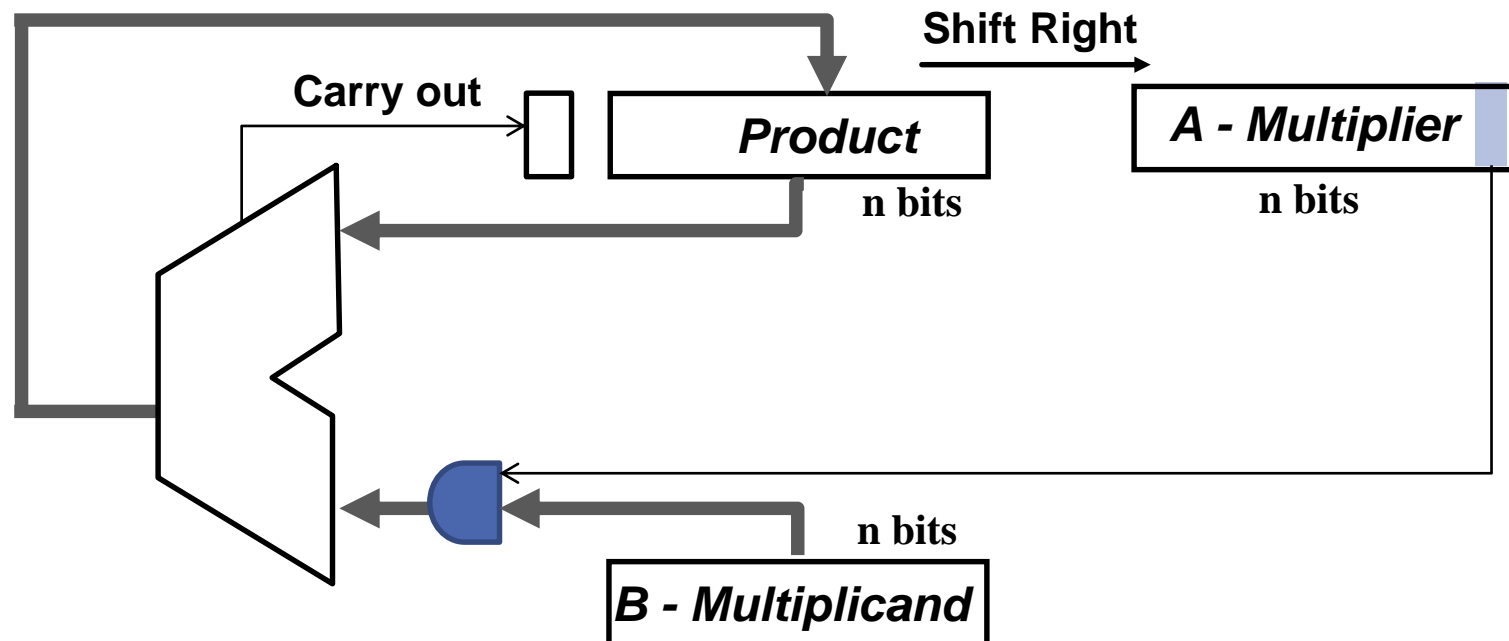 Shift Right
Carry out
Product
A - Multiplier
n bits
n bits
n bits
B - Multiplicand